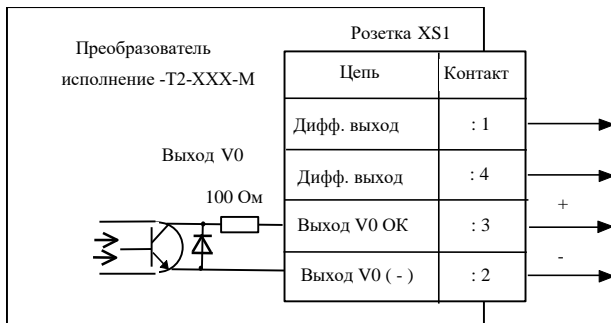 Розетка XS1
Преобразователь
исполнение -Т2-ХХХ-М
Цепь Контакт
Дифф. выход : 1
Выход V0
Дифф. выход : 4
100 Ом
+
Выход V0 ОК : 3
-
Выход V0 ( - ) : 2